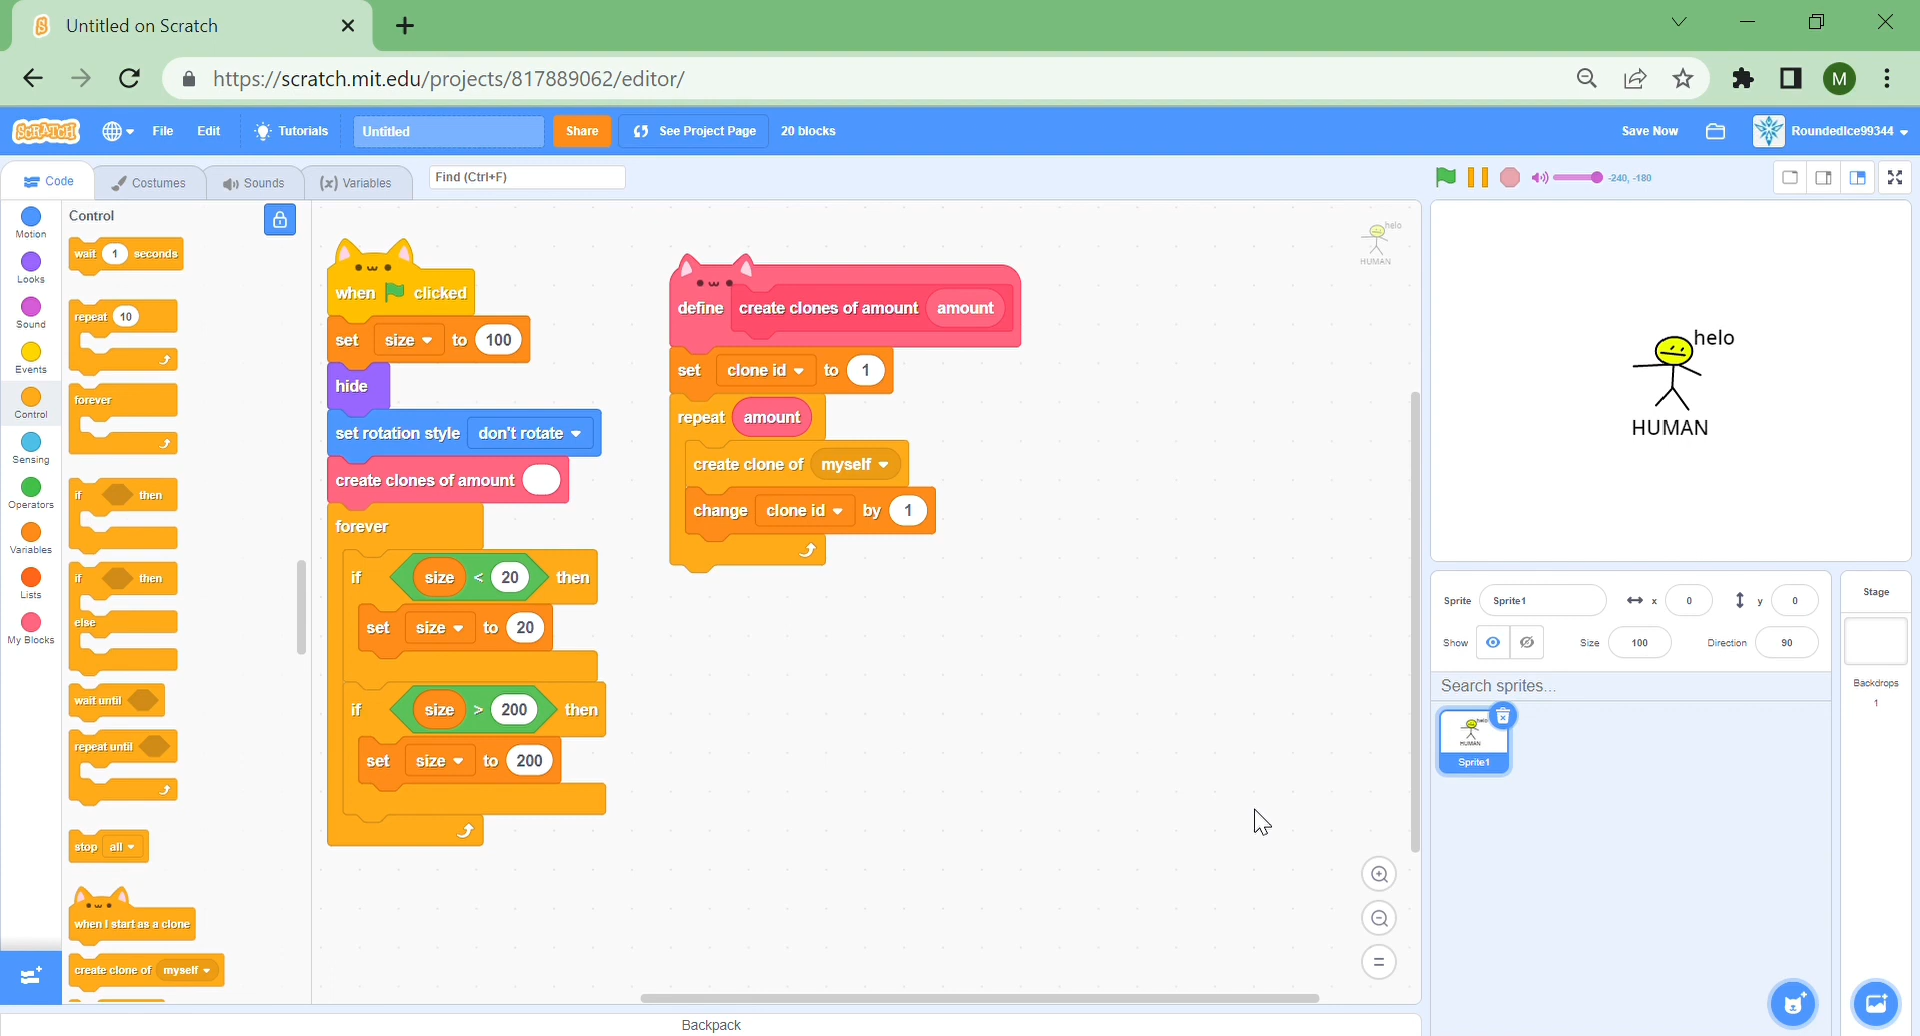 Untitled on Scratch
https://scratch.mit.edu/projects/817889062/editor/
M
SCRATCH
File
Edit
Tutorials
Untitled
Share
See Project Page
20 blocks
Save Now
RoundedIce99344
Code
Costumes
Sounds
(x) Variables
Find (Ctrl+F)
-240, -180
Motion
Looks
Sound
Events
Control
Sensing
Operators
Variables
Lists
My Blocks
Control
wait 1 seconds
repeat 10
forever
if then
if then
else
wait until
repeat until
stop all
when I start as a clone
create clone of myself
when clicked
set size to 100
hide
set rotation style don't rotate
create clones of amount
forever
if size < 20 then
set size to 20
if size > 200 then
set size to 200
define create clones of amount amount
set clone id to 1
repeat amount
create clone of myself
change clone id by 1
helo
HUMAN
helo
HUMAN
Sprite Sprite1 x 0 y 0
Show Size 100 Direction 90
Search sprites...
helo
HUMAN
Sprite1
Stage
Backdrops
1
Backpack